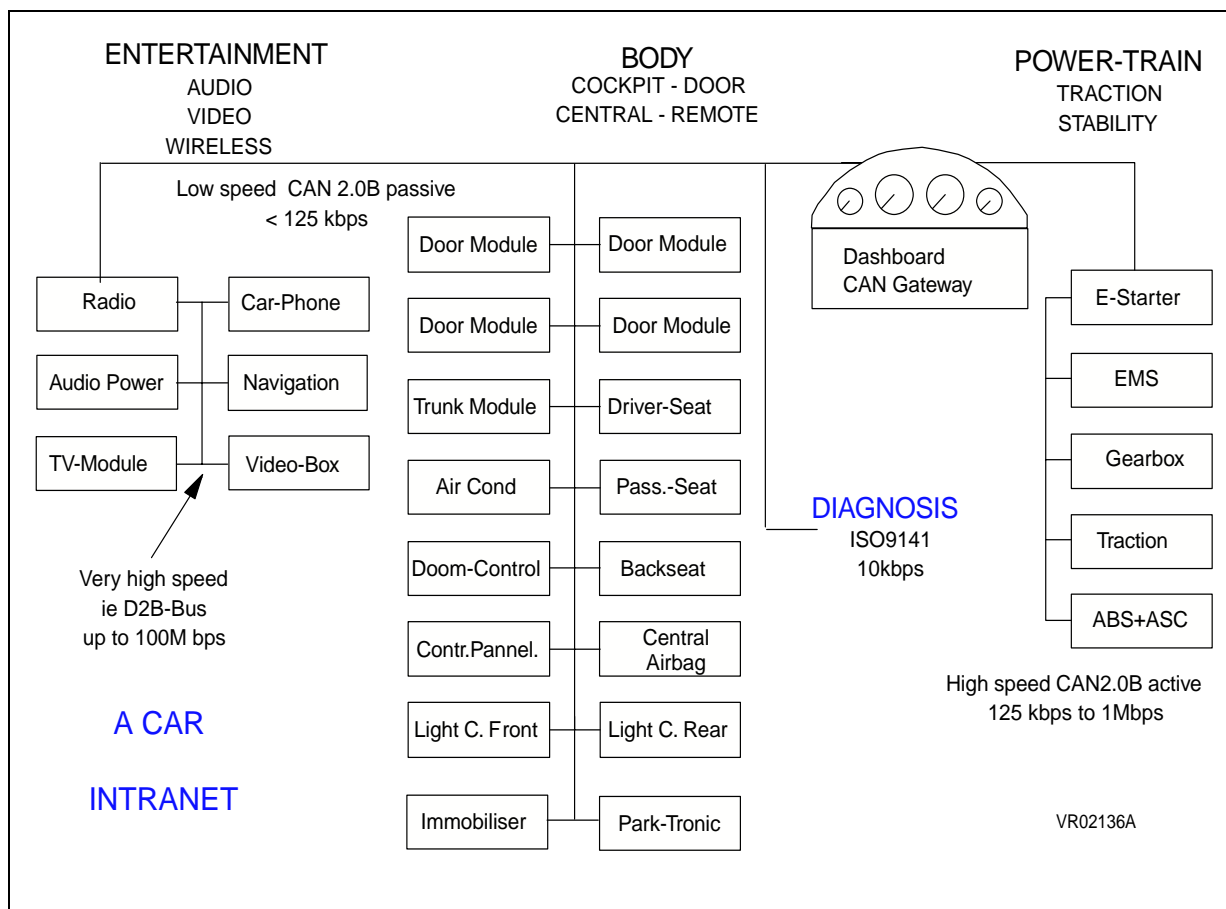 ENTERTAINMENT
AUDIO
VIDEO
WIRELESS
BODY
COCKPIT - DOOR
CENTRAL - REMOTE
POWER-TRAIN
TRACTION
STABILITY
Low speed CAN 2.0B passive
< 125 kbps
Dashboard
CAN Gateway
Radio
Car-Phone
Audio Power
Navigation
TV-Module
Video-Box
Very high speed
ie D2B-Bus
up to 100M bps
A CAR
INTRANET
Door Module
Door Module
Door Module
Door Module
Trunk Module
Driver-Seat
Air Cond
Pass.-Seat
Doom-Control
Backseat
Contr.Pannel.
Central
Airbag
Light C. Front
Light C. Rear
Immobiliser
Park-Tronic
DIAGNOSIS
ISO9141
10kbps
E-Starter
EMS
Gearbox
Traction
ABS+ASC
High speed CAN2.0B active
125 kbps to 1Mbps
VR02136A